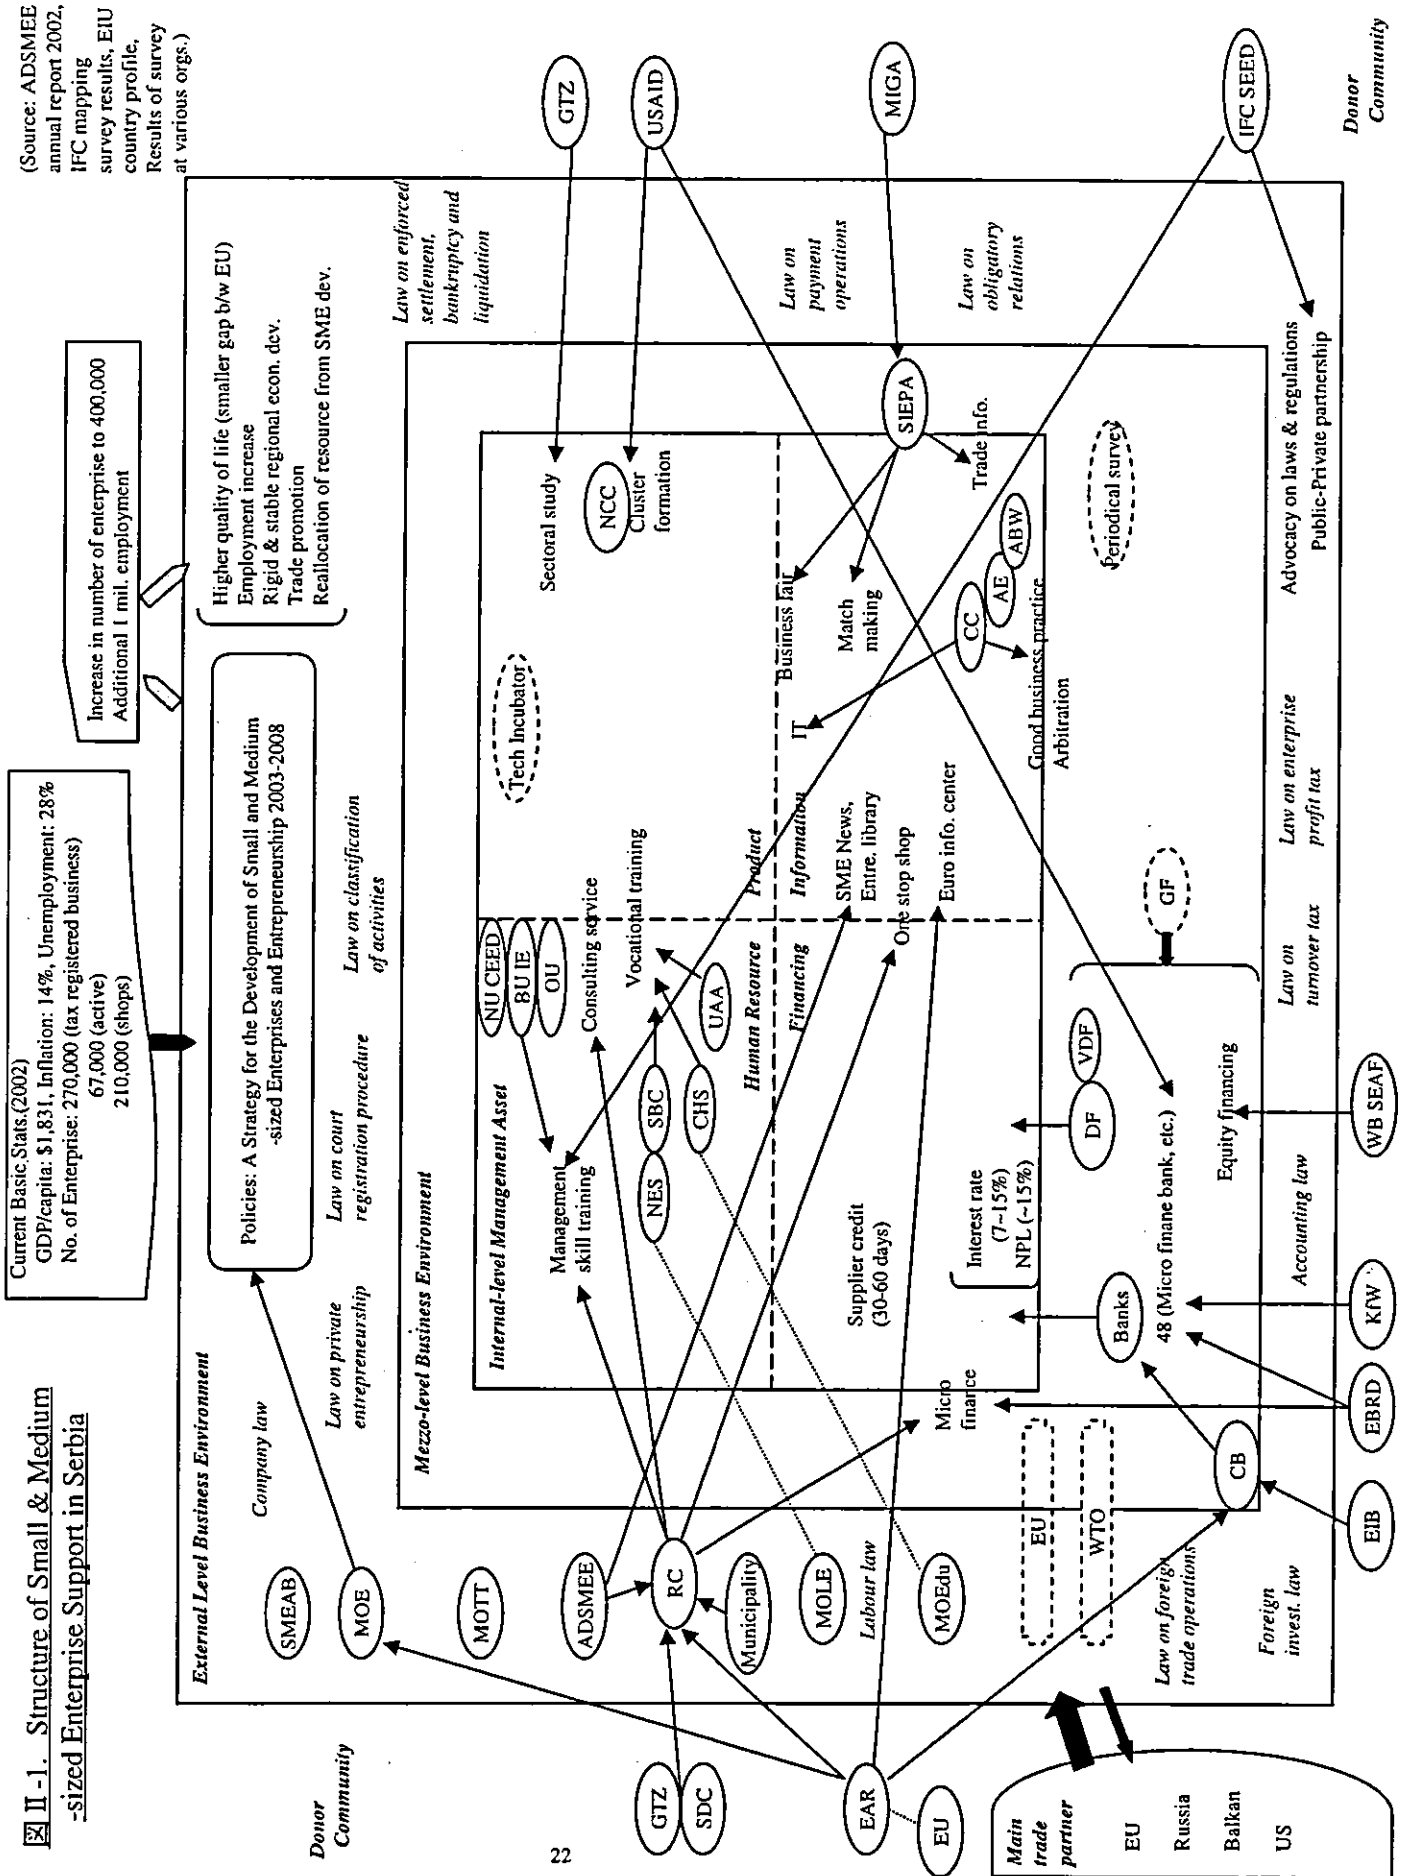 図 II-1. Structure of Small & Medium
-sized Enterprise Support in Serbia
Current Basic Stats.(2002)
GDP/capita: $1,831, Inflation: 14%, Unemployment: 28%
No. of Enterprise: 270,000 (tax registered business)
67,000 (active)
210,000 (shops)
Increase in number of enterprise to 400,000
Additional 1 mil. employment
(Source: ADSMEE
annual report 2002,
IFC mapping
survey results, EIU
country profile,
Results of survey
at various orgs.)
External Level Business Environment
Policies: A Strategy for the Development of Small and Medium
-sized Enterprises and Entrepreneurship 2003-2008
Higher quality of life (smaller gap b/w EU)
Employment increase
Rigid & stable regional econ. dev.
Trade promotion
Reallocation of resource from SME dev.
Company law
Law on private
entrepreneurship
Law on court
registration procedure
Law on classification
of activities
Law on enforced
settlement,
bankruptcy and
liquidation
Law on
payment
operations
Law on
obligatory
relations
Donor
Community
SMEAB
MOE
MOTT
ADSMEE
RC
Municipality
MOLE
Labour law
MOEdu
EU
WTO
Law on foreign
trade operations
Foreign
invest. law
GTZ
SDC
EAR
EU
Main
trade
partner
EU
Russia
Balkan
US
Mezzo-level Business Environment
Internal-level Management Asset
NU CEED
BU IE
OU
Management
skill training
Consulting service
Vocational training
NES
SBC
CHS
UAA
Human Resource
Product
Tech Incubator
Sectoral study
NCC
Cluster
formation
Financing
Information
Supplier credit
(30-60 days)
Interest rate
(7~15%)
NPL (~15%)
Micro
finance
SME News,
Entre. library
One stop shop
Euro info. center
IT
Business fair
Match
making
SIEPA
Trade info.
CC
AE
ABW
Good business practice
Arbitration
Periodical survey
DF
VDF
GF
Banks
48 (Micro finane bank, etc.)
Equity financing
CB
Accounting law
Law on
turnover tax
Law on enterprise
profit tax
Advocacy on laws & regulations
Public-Private partnership
EIB
EBRD
KfW
WB SEAF
GTZ
USAID
MIGA
IFC SEED
Donor
Community
22